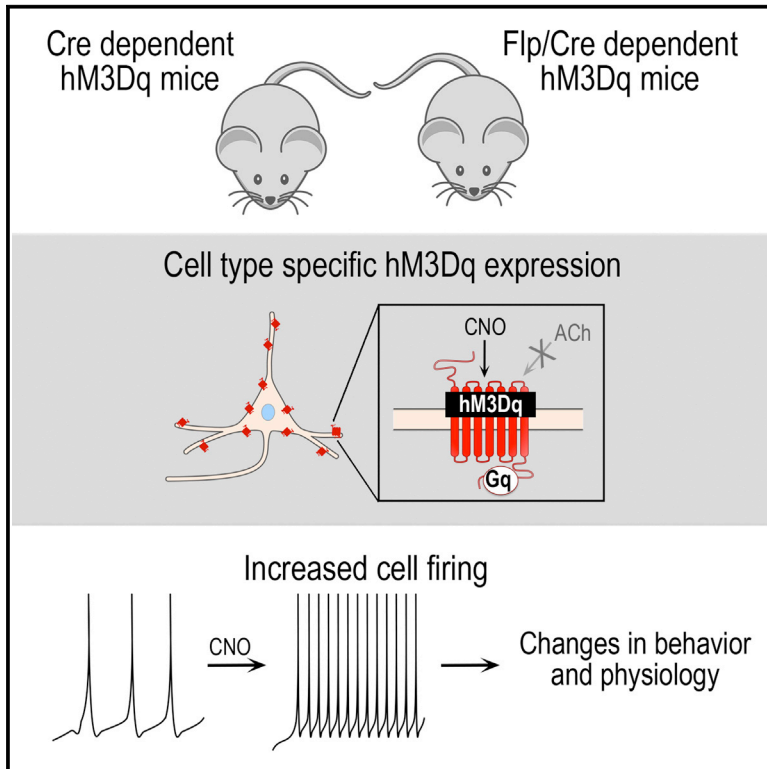 Cre dependent
hM3Dq mice
Flp/Cre dependent
hM3Dq mice
Cell type specific hM3Dq expression
CNO
ACh
hM3Dq
Gq
Increased cell firing
CNO
Changes in behavior
and physiology